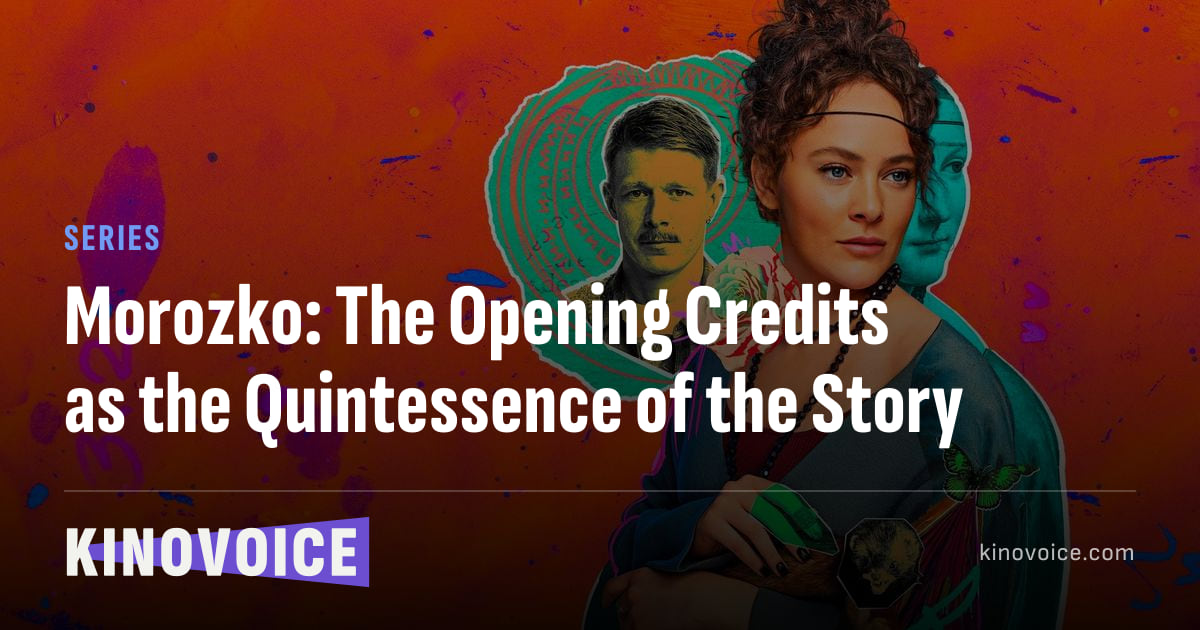 SERIES
Morozko: The Opening Credits
as the Quintessence of the Story
KINOVOICE
kinovoice.com